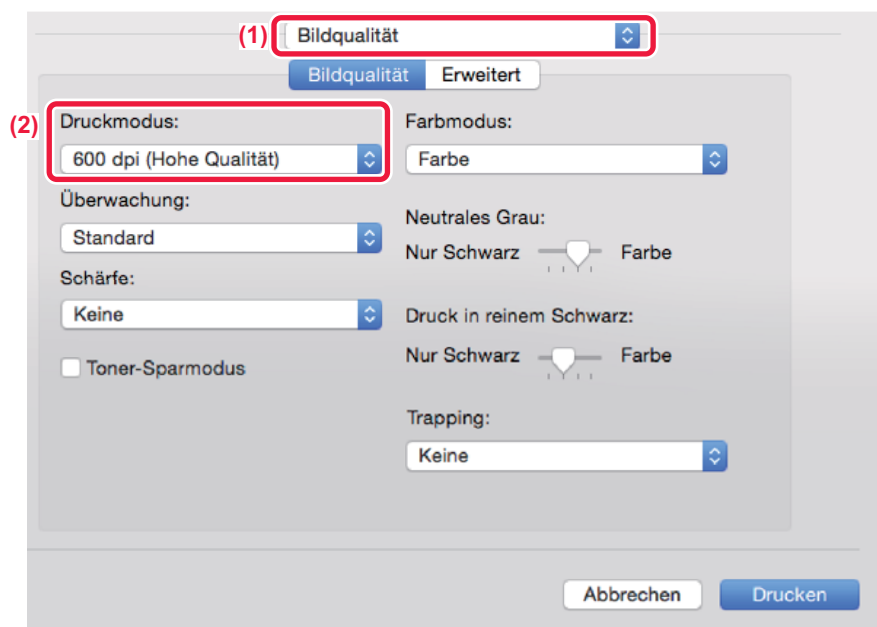 (1) Bildqualität
Bildqualität Erweitert
(2) Druckmodus:
600 dpi (Hohe Qualität)
Überwachung:
Standard
Schärfe:
Keine
Toner-Sparmodus
Farbmodus:
Farbe
Neutrales Grau:
Nur Schwarz Farbe
Druck in reinem Schwarz:
Nur Schwarz Farbe
Trapping:
Keine
Abbrechen Drucken